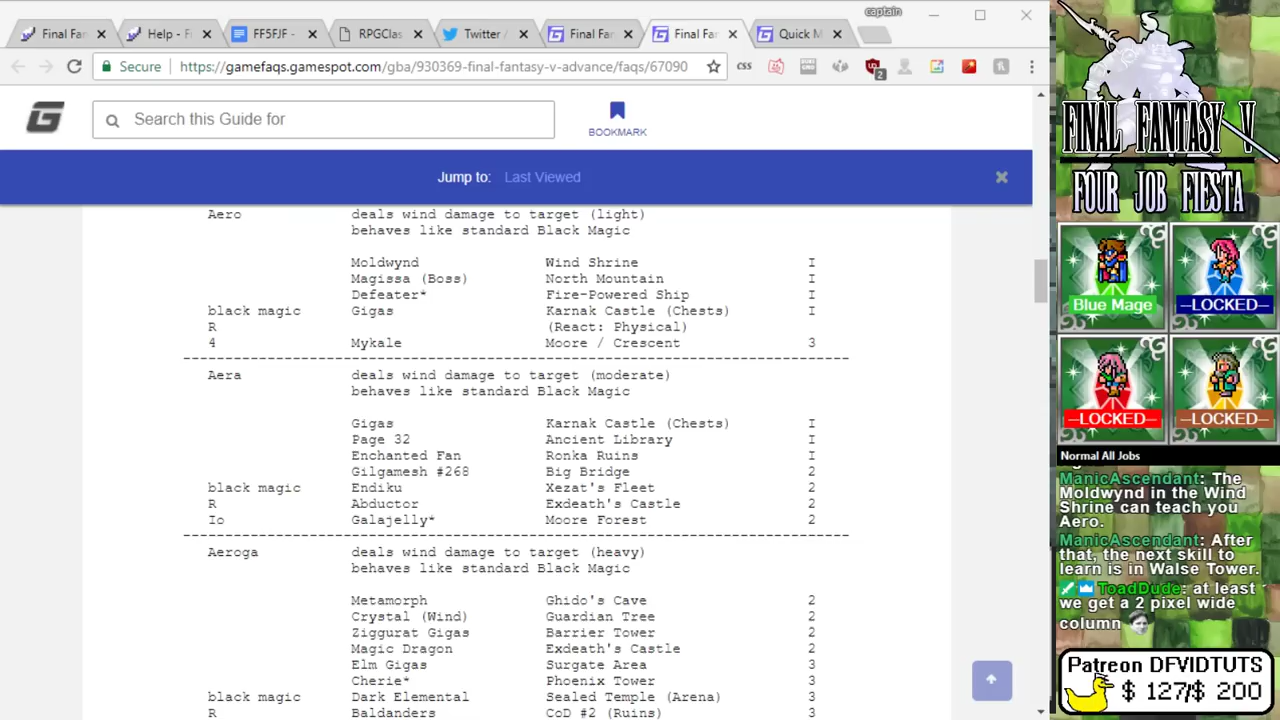 captain
Final Fan
Help - T
FF5FJF -
RPGClas
Twitter /
Final Far
Final Far
Quick M
Secure
https://gamefaqs.gamespot.com/gba/930369-final-fantasy-v-advance/faqs/67090
css
2
Search this Guide for
BOOKMARK
Jump to: Last Viewed
Aero deals wind damage to target (light)
behaves like standard Black Magic
Moldwynd Wind Shrine I
Magissa (Boss) North Mountain I
Defeater* Fire-Powered Ship I
black magic Gigas Karnak Castle (Chests) I
R (React: Physical)
4 Mykale Moore / Crescent 3
Aera deals wind damage to target (moderate)
behaves like standard Black Magic
Gigas Karnak Castle (Chests) I
Page 32 Ancient Library I
Enchanted Fan Ronka Ruins I
Gilgamesh #268 Big Bridge 2
black magic Endiku Xezat's Fleet 2
R Abductor Exdeath's Castle 2
Io Galajelly* Moore Forest 2
Aeroga deals wind damage to target (heavy)
behaves like standard Black Magic
Metamorph Ghido's Cave 2
Crystal (Wind) Guardian Tree 2
Ziggurat Gigas Barrier Tower 2
Magic Dragon Exdeath's Castle 2
Elm Gigas Surgate Area 3
Cherie* Phoenix Tower 3
black magic Dark Elemental Sealed Temple (Arena) 3
R Baldanders CoD #2 (Ruins) 3
FINAL FANTASY V
FOUR JOB FIESTA
Blue Mage
--LOCKED--
--LOCKED--
--LOCKED--
Normal All Jobs
ManicAscendant: The
Moldwynd in the Wind
Shrine can teach you
Aero.
ManicAscendant: After
that, the next skill to
learn is in Walse Tower.
ToadDude: at least
we get a 2 pixel wide
column
Patreon DFVIDTUTS
$ 127/$ 200